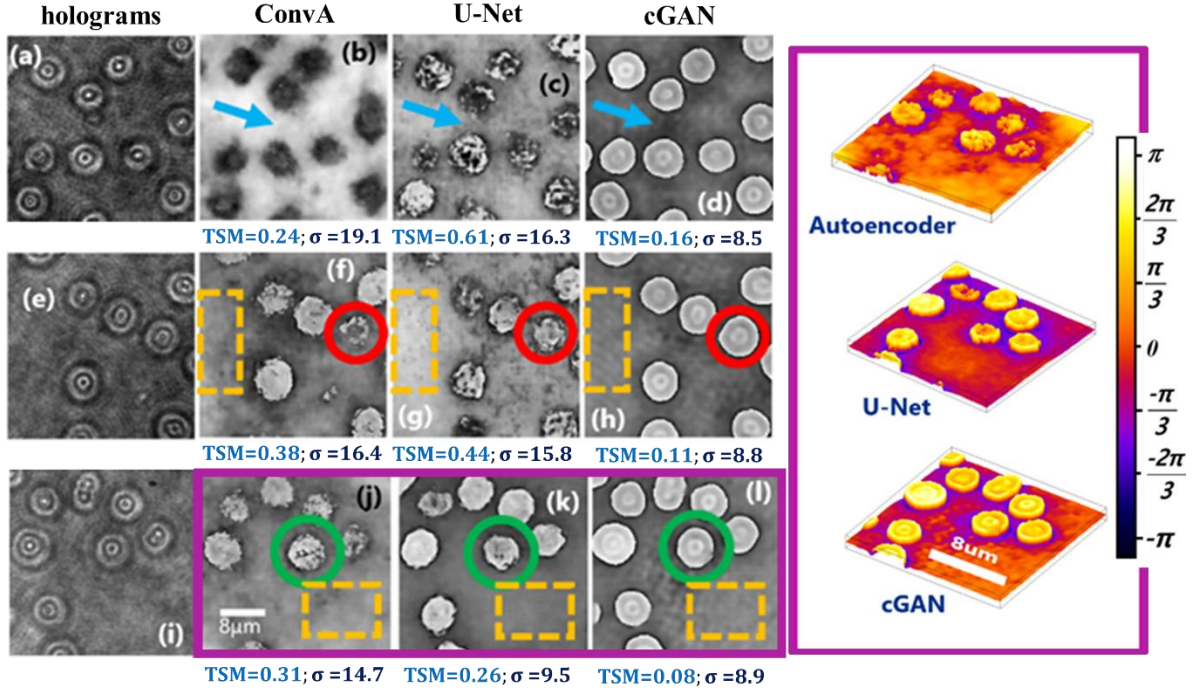 holograms ConvA U-Net cGAN
(a) (b) (c) (d)
TSM=0.24; σ =19.1 TSM=0.61; σ =16.3 TSM=0.16; σ =8.5
(e) (f) (g) (h)
TSM=0.38; σ =16.4 TSM=0.44; σ =15.8 TSM=0.11; σ =8.8
(i) (j) (k) (l)
8μm
TSM=0.31; σ =14.7 TSM=0.26; σ =9.5 TSM=0.08; σ =8.9
Autoencoder
U-Net
8um
cGAN
π
2π/3
π/3
0
-π/3
-2π/3
-π